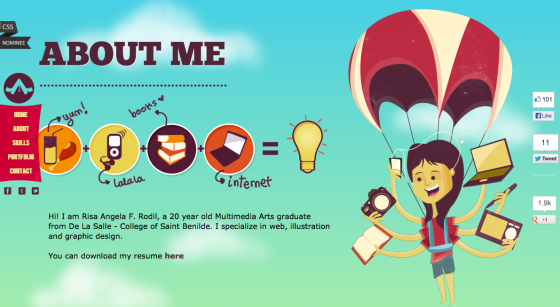 CSS
NOMINEE
ABOUT ME
HOME
ABOUT
SKILLS
PORTFOLIO
CONTACT
yum!
books
lalala
internet
+ + + =
Hi! I am Risa Angela F. Rodil, a 20 year old Multimedia Arts graduate
from De La Salle - College of Saint Benilde. I specialize in web, illustration
and graphic design.
You can download my resume here
101
Like
11
Tweet
1.9k
+1